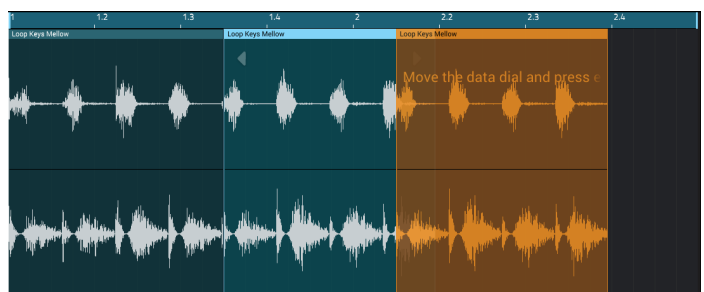 1 1.2 1.3 1.4 2 2.2 2.3 2.4
Loop Keys Mellow Loop Keys Mellow Loop Keys Mellow
Move the data dial and press e